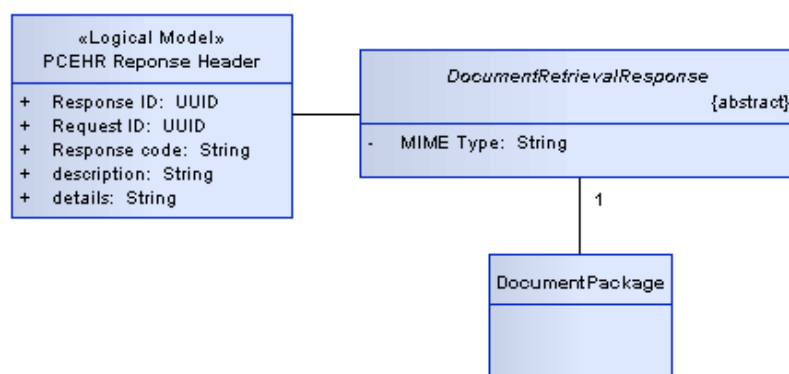 «Logical Model»
PCEHR Reponse Header
+ Response ID: UUID
+ Request ID: UUID
+ Response code: String
+ description: String
+ details: String
DocumentRetrievalResponse
{abstract}
- MIME Type: String
1
DocumentPackage